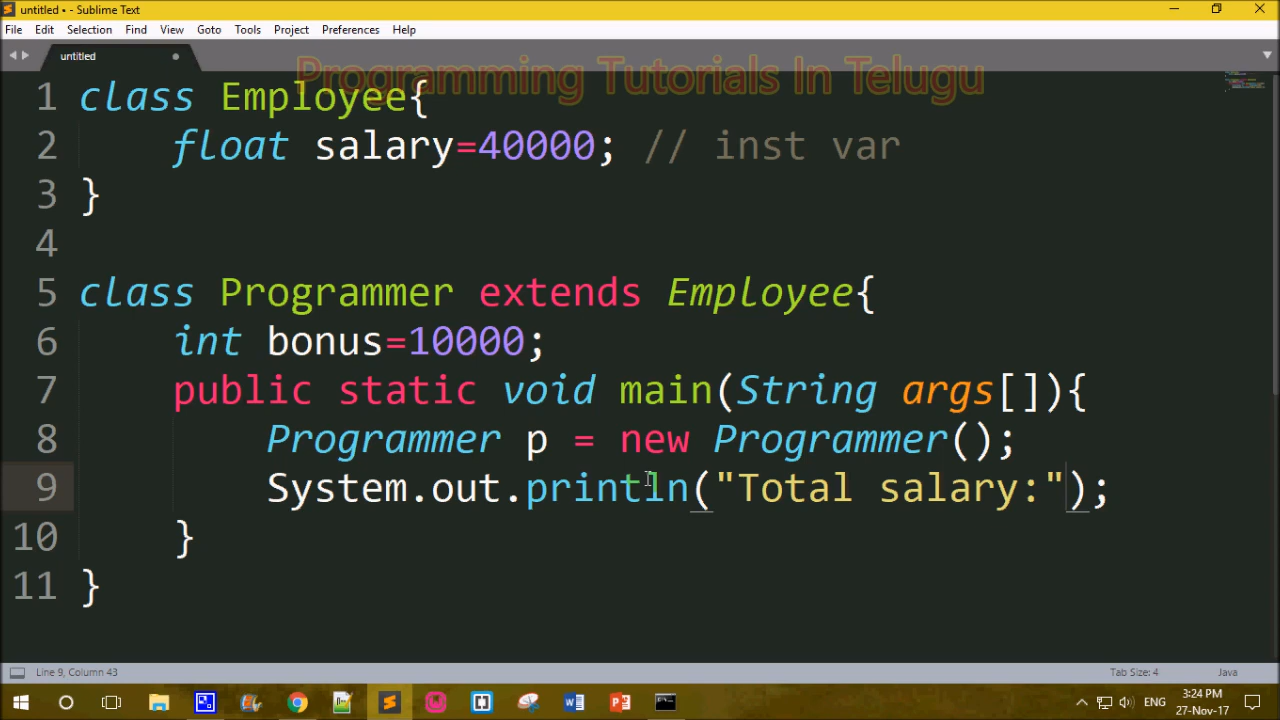 untitled • - Sublime Text
File Edit Selection Find View Goto Tools Project Preferences Help
untitled
Programming Tutorials In Telugu
1 class Employee{
2 float salary=40000; // inst var
3 }
4
5 class Programmer extends Employee{
6 int bonus=10000;
7 public static void main(String args[]){
8 Programmer p = new Programmer();
9 System.out.println("Total salary:");
10 }
11 }
Line 9, Column 43 Tab Size: 4 Java
ENG 3:24 PM
27-Nov-17